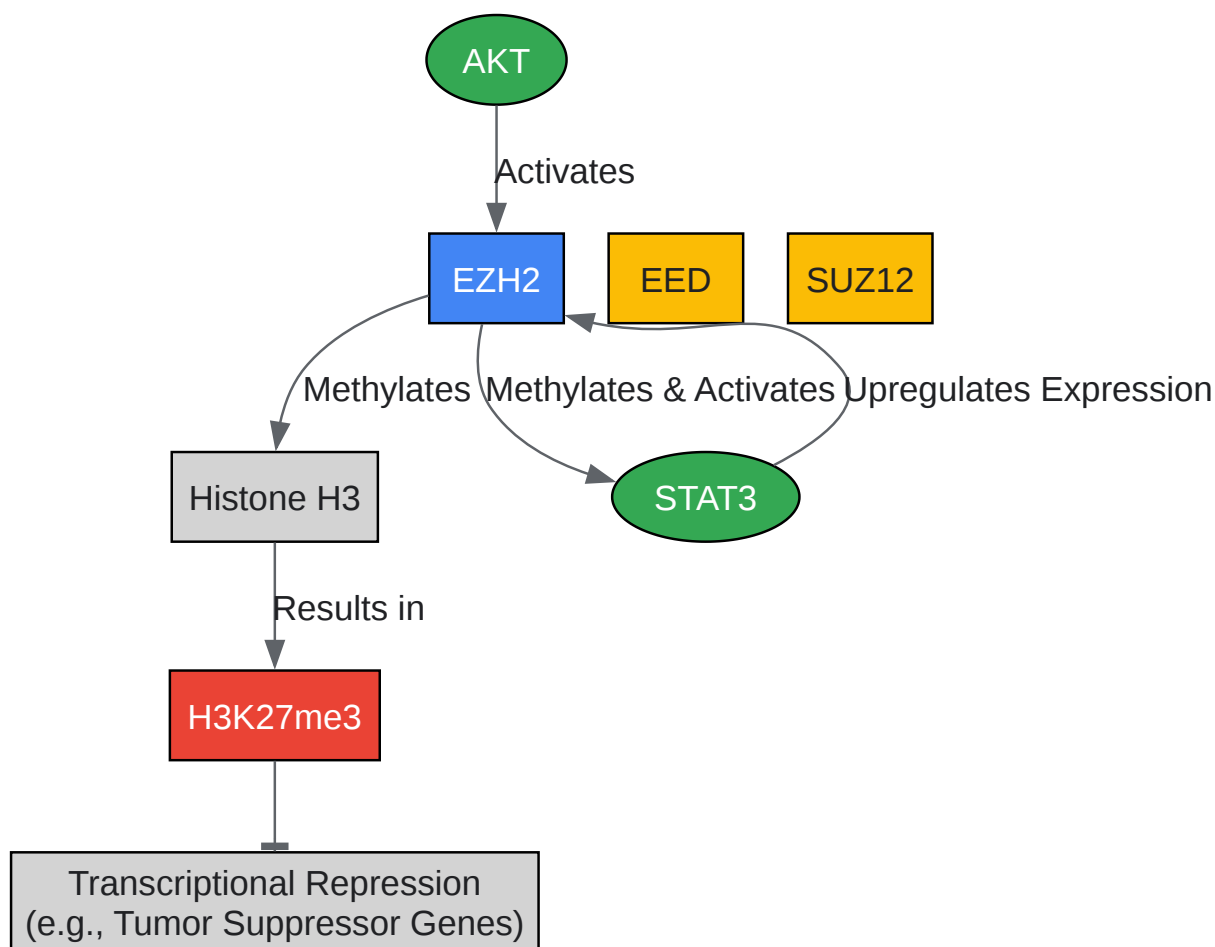 AKT
Activates
EZH2
EED
SUZ12
Methylates
Methylates & Activates
Upregulates Expression
Histone H3
STAT3
Results in
H3K27me3
Transcriptional Repression
(e.g., Tumor Suppressor Genes)